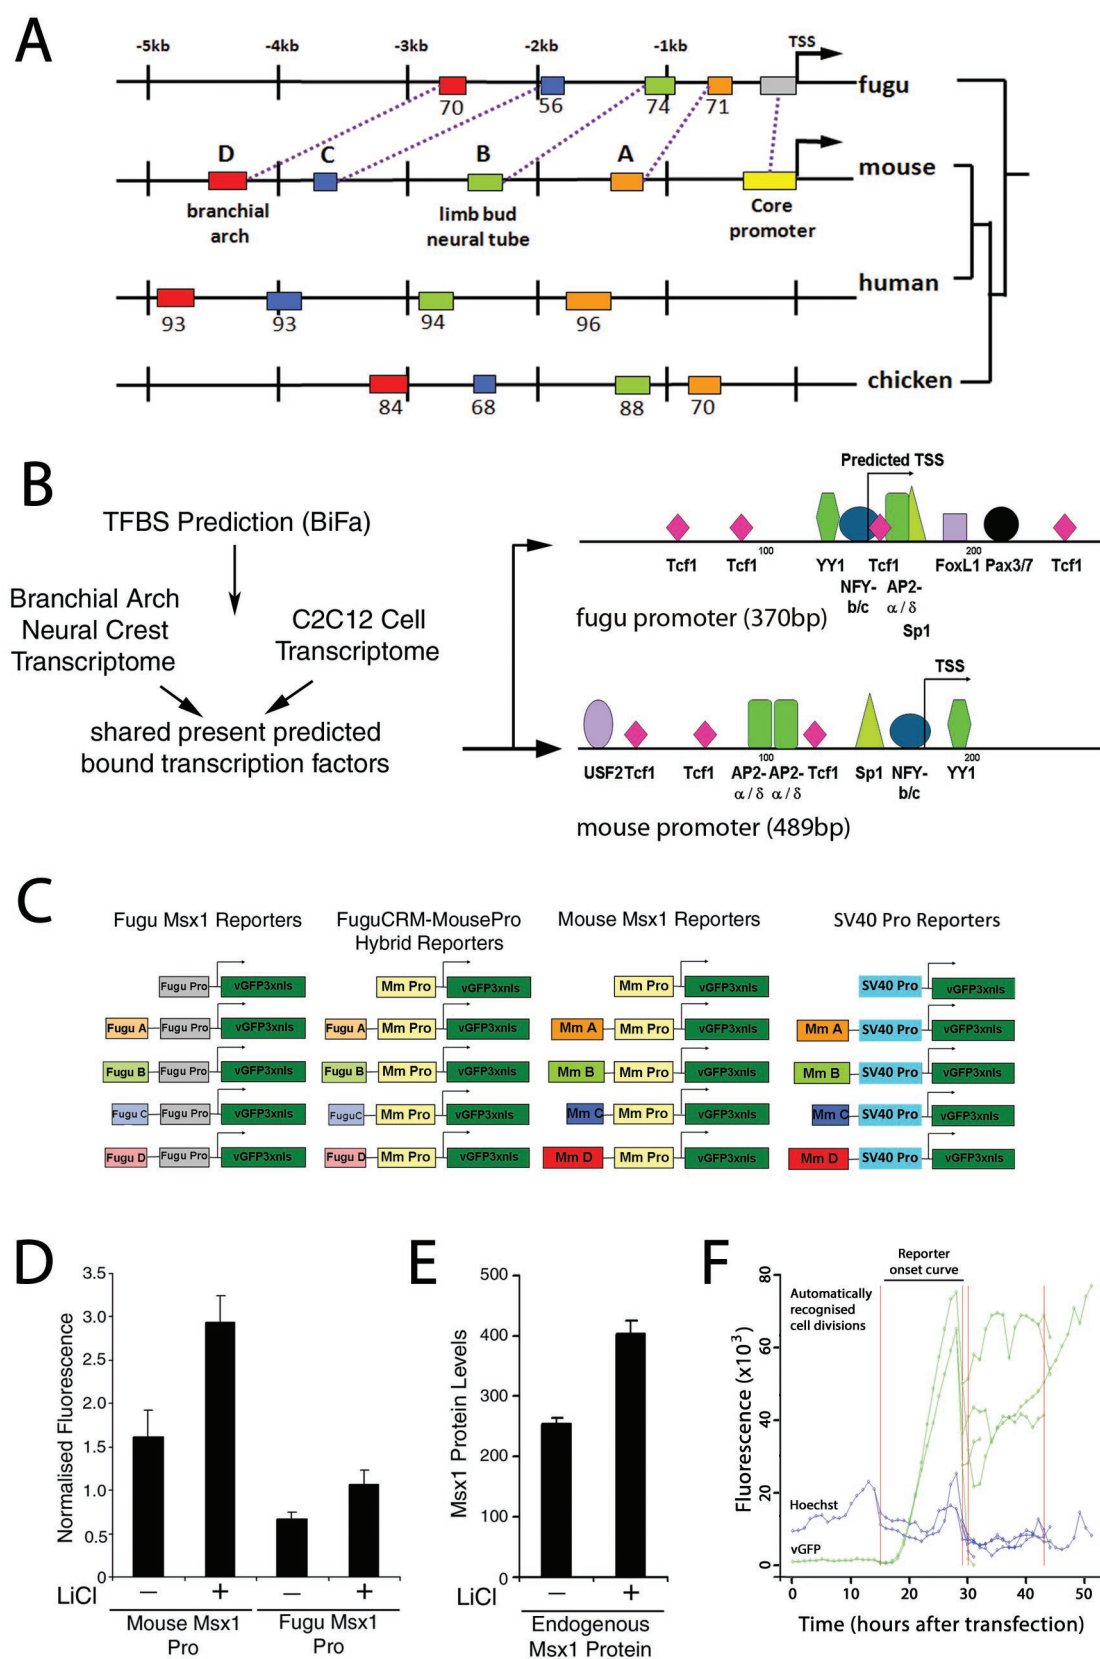 A
-5kb -4kb -3kb -2kb -1kb TSS
fugu
70 56 74 71
D C B A
mouse
branchial
arch
limb bud
neural tube
Core
promoter
human
93 93 94 96
chicken
84 68 88 70
B
TFBS Prediction (BiFa)
Branchial Arch
Neural Crest
Transcriptome
C2C12 Cell
Transcriptome
shared present predicted
bound transcription factors
Predicted TSS
100 200
Tcf1 Tcf1 YY1 Tcf1 FoxL1 Pax3/7 Tcf1
NFY- AP2-
b/c α / δ
Sp1
fugu promoter (370bp)
TSS
100 200
USF2 Tcf1 Tcf1 AP2- AP2- Tcf1 Sp1 NFY- YY1
α / δ α / δ b/c
mouse promoter (489bp)
C
Fugu Msx1 Reporters
FuguCRM-MousePro
Hybrid Reporters
Mouse Msx1 Reporters
SV40 Pro Reporters
Fugu Pro vGFP3xnls Mm Pro vGFP3xnls Mm Pro vGFP3xnls SV40 Pro vGFP3xnls
Fugu A Fugu Pro vGFP3xnls Fugu A Mm Pro vGFP3xnls Mm A Mm Pro vGFP3xnls Mm A SV40 Pro vGFP3xnls
Fugu B Fugu Pro vGFP3xnls Fugu B Mm Pro vGFP3xnls Mm B Mm Pro vGFP3xnls Mm B SV40 Pro vGFP3xnls
Fugu C Fugu Pro vGFP3xnls FuguC Mm Pro vGFP3xnls Mm C Mm Pro vGFP3xnls Mm C SV40 Pro vGFP3xnls
Fugu D Fugu Pro vGFP3xnls Fugu D Mm Pro vGFP3xnls Mm D Mm Pro vGFP3xnls Mm D SV40 Pro vGFP3xnls
D
Normalised Fluorescence
3.5
3.0
2.5
2.0
1.5
1.0
0.5
0
LiCl – + – +
Mouse Msx1
Pro
Fugu Msx1
Pro
E
Msx1 Protein Levels
500
400
300
200
100
0
LiCl – +
Endogenous
Msx1 Protein
F
Reporter
onset curve
Automatically
recognised
cell divisions
Fluorescence (x10³)
80
60
40
20
0
Hoechst
vGFP
0 10 20 30 40 50
Time (hours after transfection)